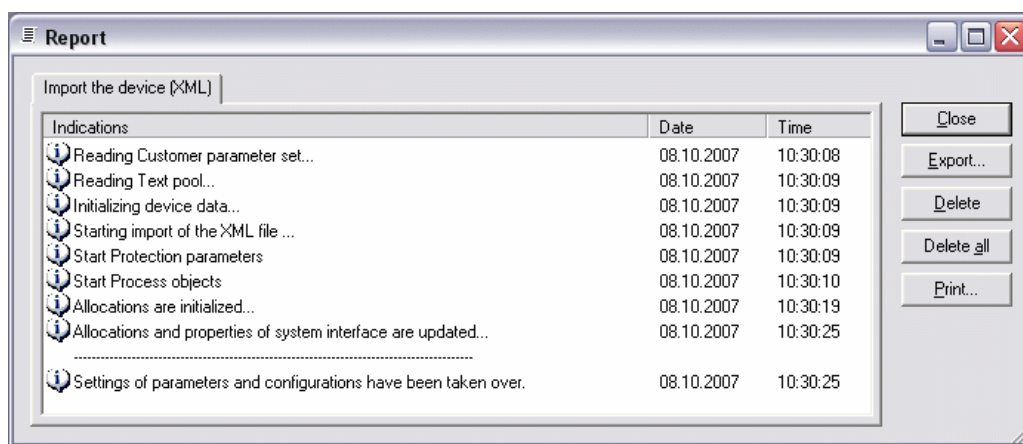 Report
Import the device (XML)
Indications Date Time
Reading Customer parameter set... 08.10.2007 10:30:08
Reading Text pool... 08.10.2007 10:30:09
Initializing device data... 08.10.2007 10:30:09
Starting import of the XML file ... 08.10.2007 10:30:09
Start Protection parameters 08.10.2007 10:30:09
Start Process objects 08.10.2007 10:30:10
Allocations are initialized... 08.10.2007 10:30:19
Allocations and properties of system interface are updated... 08.10.2007 10:30:25
--------------------------------------------------------------------------------
Settings of parameters and configurations have been taken over. 08.10.2007 10:30:25
Close
Export...
Delete
Delete all
Print...